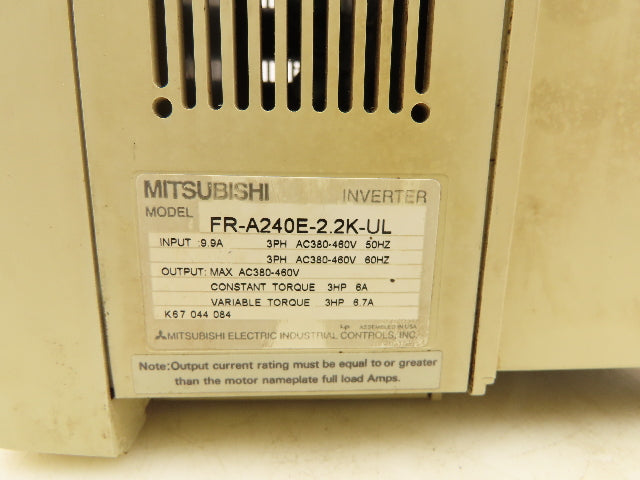 MITSUBISHI INVERTER
MODEL FR-A240E-2.2K-UL
INPUT :9.9A 3PH AC380-460V 50HZ
3PH AC380-460V 60HZ
OUTPUT: MAX AC380-460V
CONSTANT TORQUE 3HP 6A
VARIABLE TORQUE 3HP 6.7A
K67 044 084
ASSEMBLED IN USA
MITSUBISHI ELECTRIC INDUSTRIAL CONTROLS, INC.
Note:Output current rating must be equal to or greater
than the motor nameplate full load Amps.